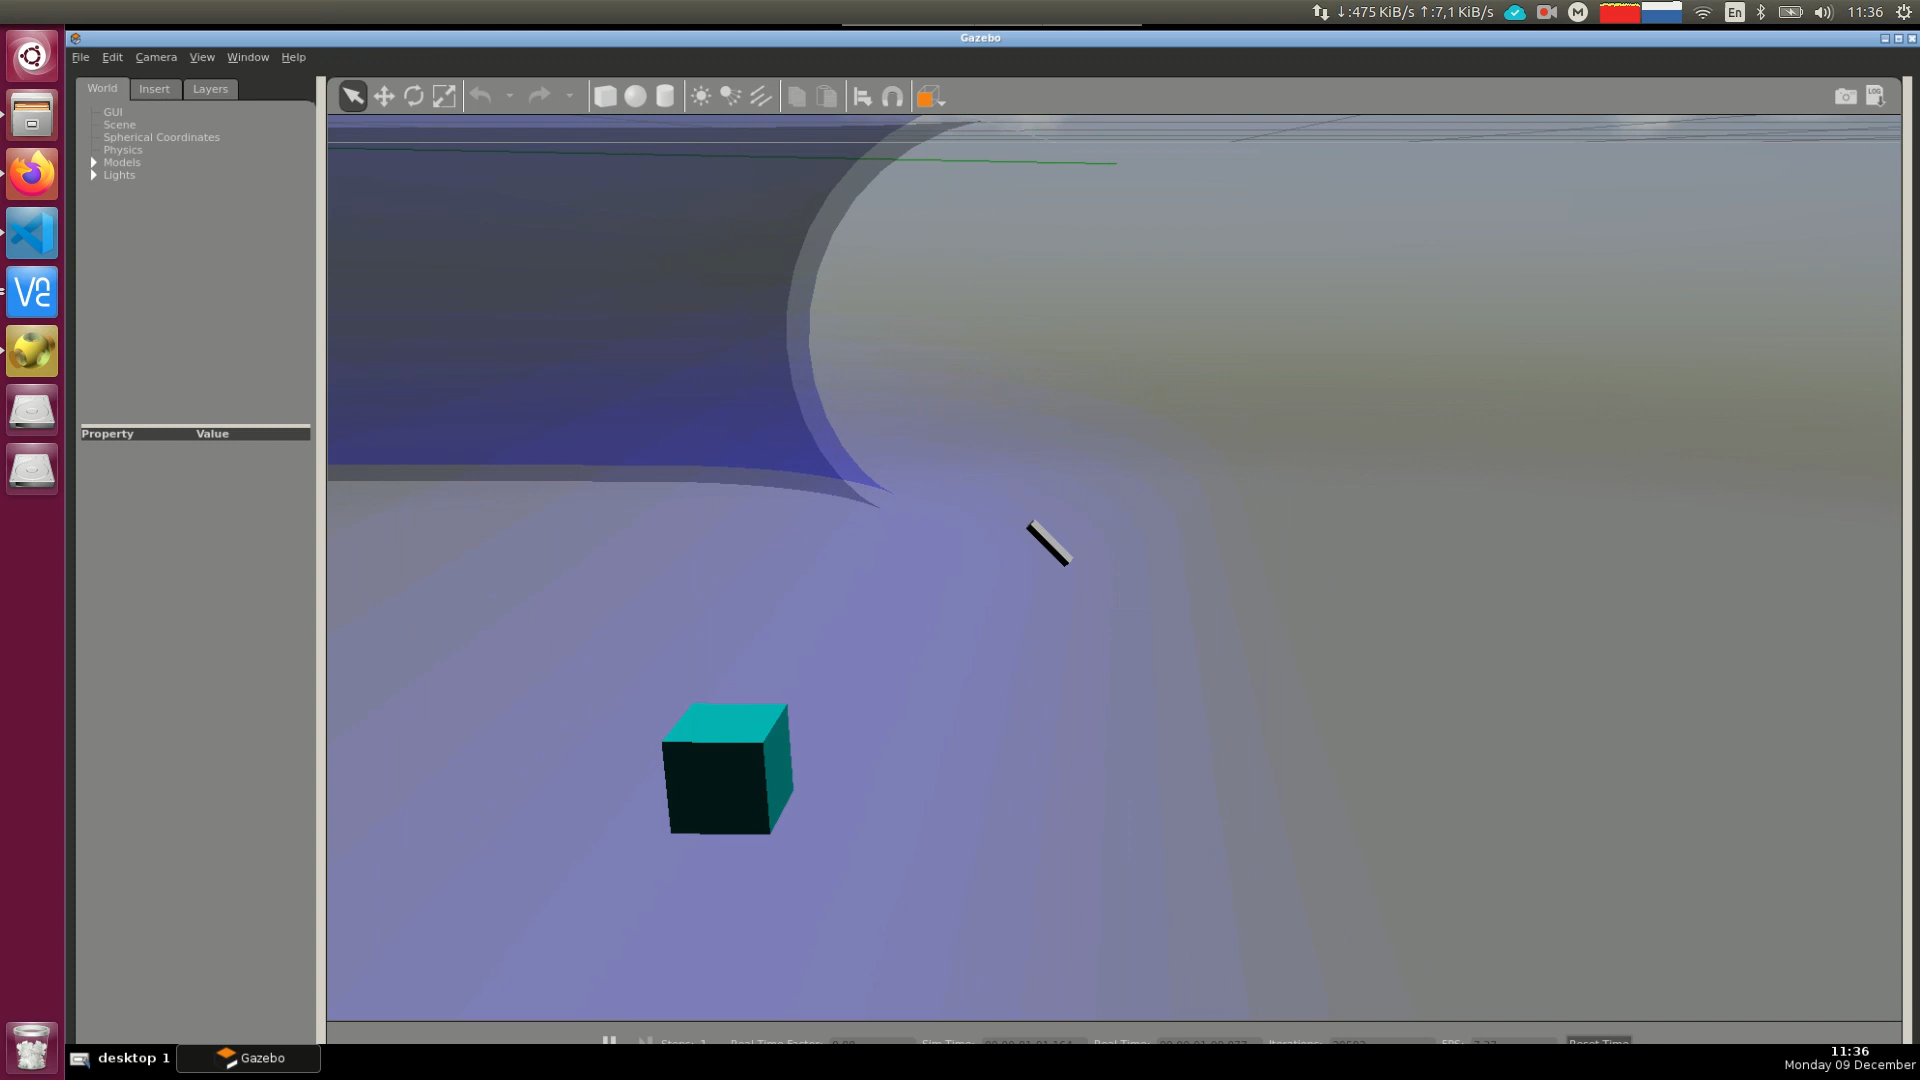 ↓:475 KiB/s ↑:7,1 KiB/s M En 11:36
Gazebo
File Edit Camera View Window Help
World Insert Layers
LOG
GUI
Scene
Spherical Coordinates
Physics
Models
Lights
Property Value
desktop 1 Gazebo
11:36
Monday 09 December